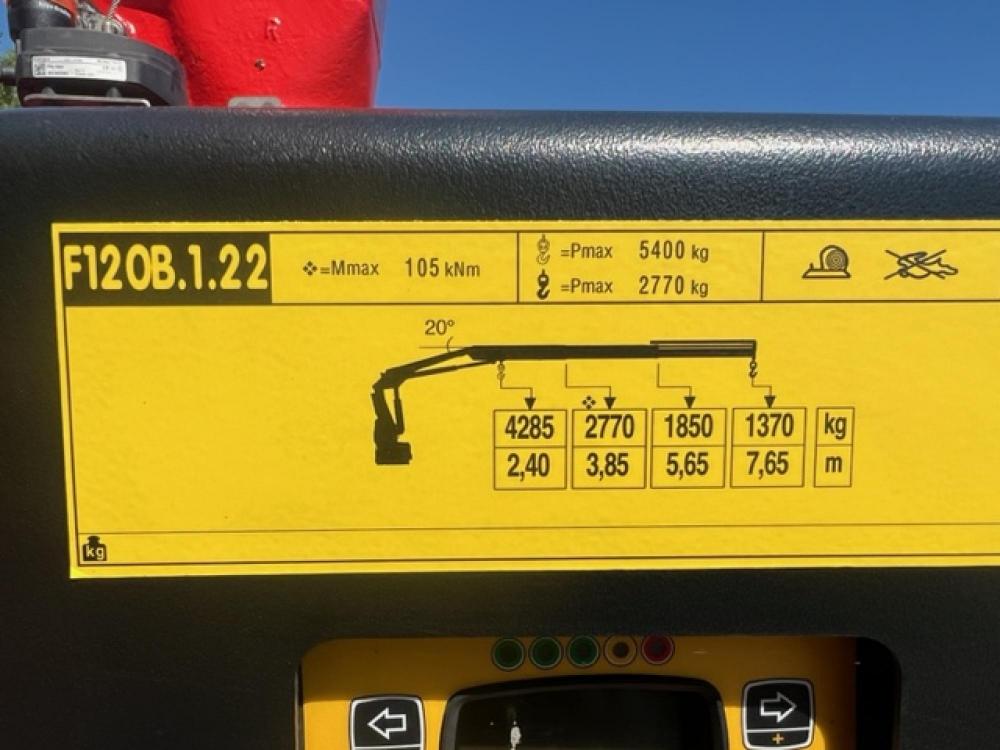 F120B.1.22
=Mmax 105 kNm
=Pmax 5400 kg
=Pmax 2770 kg
20°
4285 2770 1850 1370 kg
2,40 3,85 5,65 7,65 m
kg
+